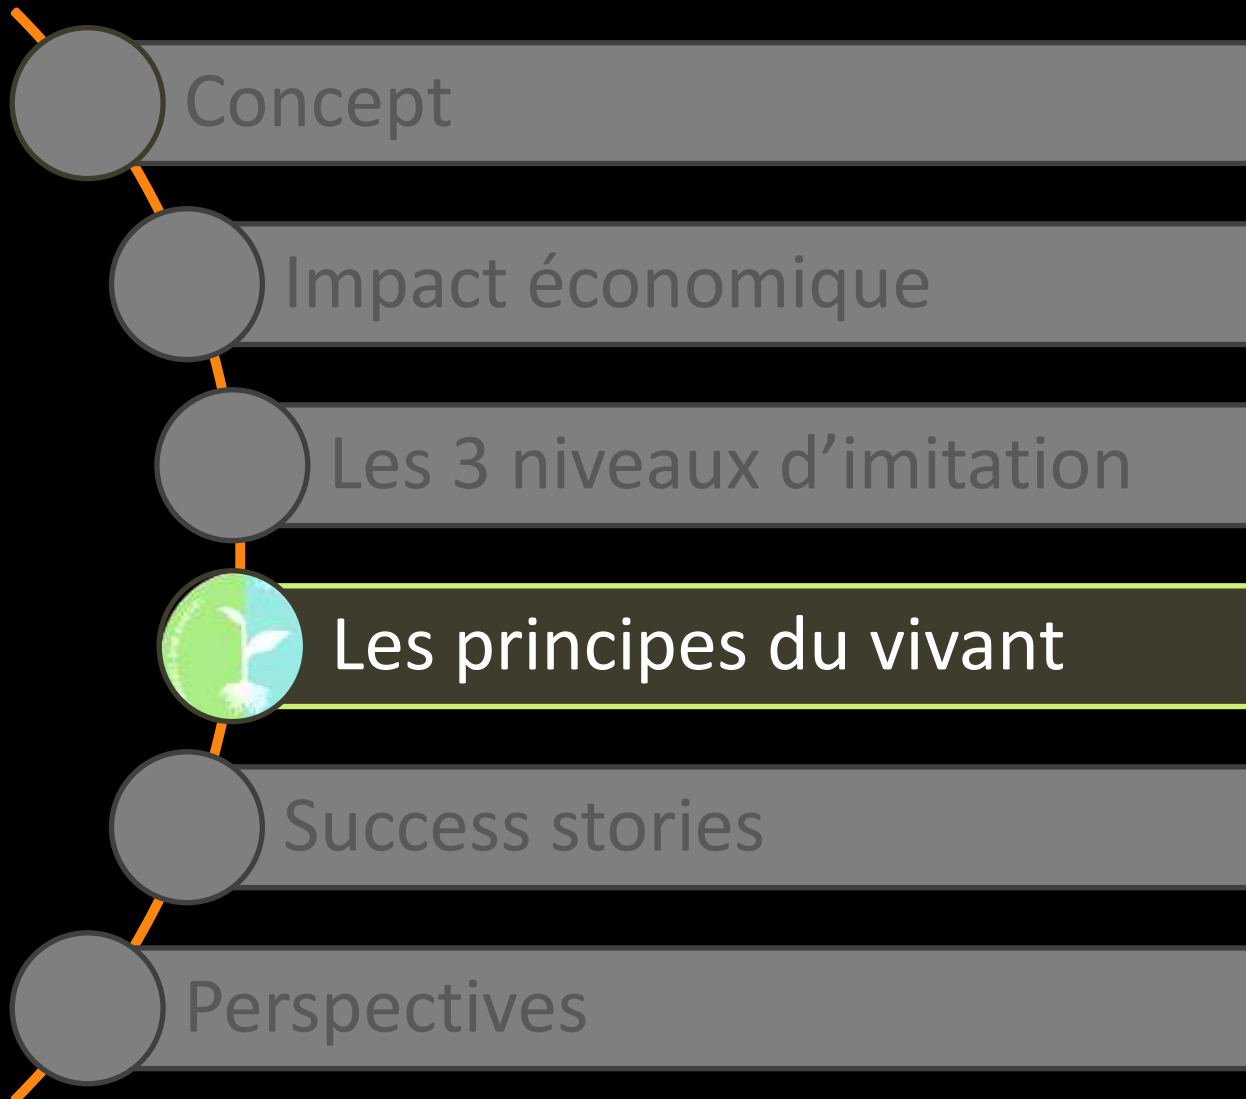 Concept
Impact économique
Les 3 niveaux d’imitation
Les principes du vivant
Success stories
Perspectives